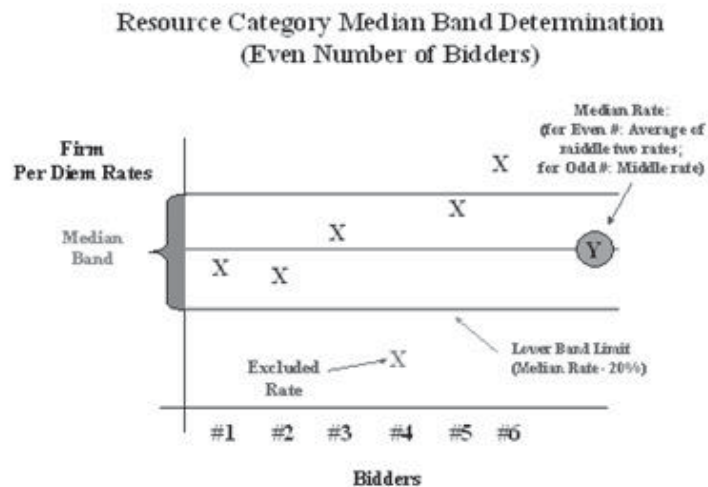 Resource Category Median Band Determination
(Even Number of Bidders)
Median Rate:
(for Even #: Average of
middle two rates;
for Odd #: Middle rate)
Firm
Per Diem Rates
X
X
Median
Band
X
Y
X
X
Lower Band Limit
(Median Rate - 20%)
Excluded
Rate
X
#1
#2
#3
#4
#5
#6
Bidders